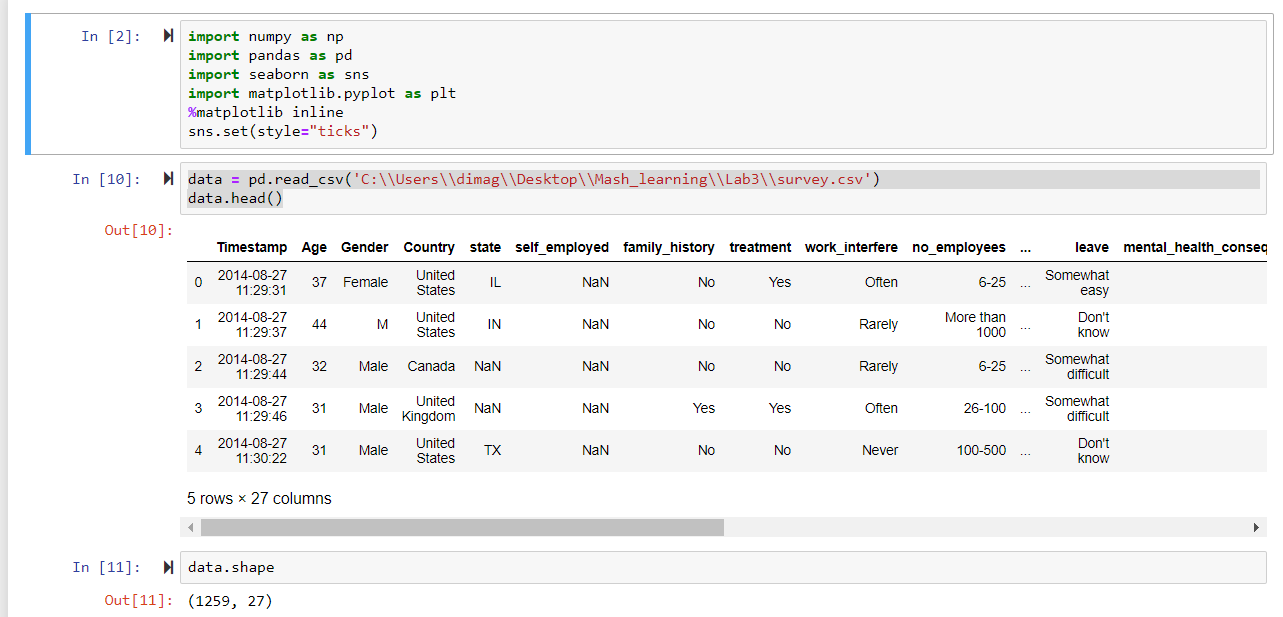 In [2]:
import numpy as np
import pandas as pd
import seaborn as sns
import matplotlib.pyplot as plt
%matplotlib inline
sns.set(style="ticks")
In [10]:
data = pd.read_csv('C:\\Users\\dimag\\Desktop\\Mash_learning\\Lab3\\survey.csv')
data.head()
Out[10]:
Timestamp Age Gender Country state self_employed family_history treatment work_interfere no_employees ... leave mental_health_conseq
0 2014-08-27 11:29:31 37 Female United States IL NaN No Yes Often 6-25 ... Somewhat easy
1 2014-08-27 11:29:37 44 M United States IN NaN No No Rarely More than 1000 ... Don't know
2 2014-08-27 11:29:44 32 Male Canada NaN NaN No No Rarely 6-25 ... Somewhat difficult
3 2014-08-27 11:29:46 31 Male United Kingdom NaN NaN Yes Yes Often 26-100 ... Somewhat difficult
4 2014-08-27 11:30:22 31 Male United States TX NaN No No Never 100-500 ... Don't know
5 rows × 27 columns
In [11]:
data.shape
Out[11]:
(1259, 27)